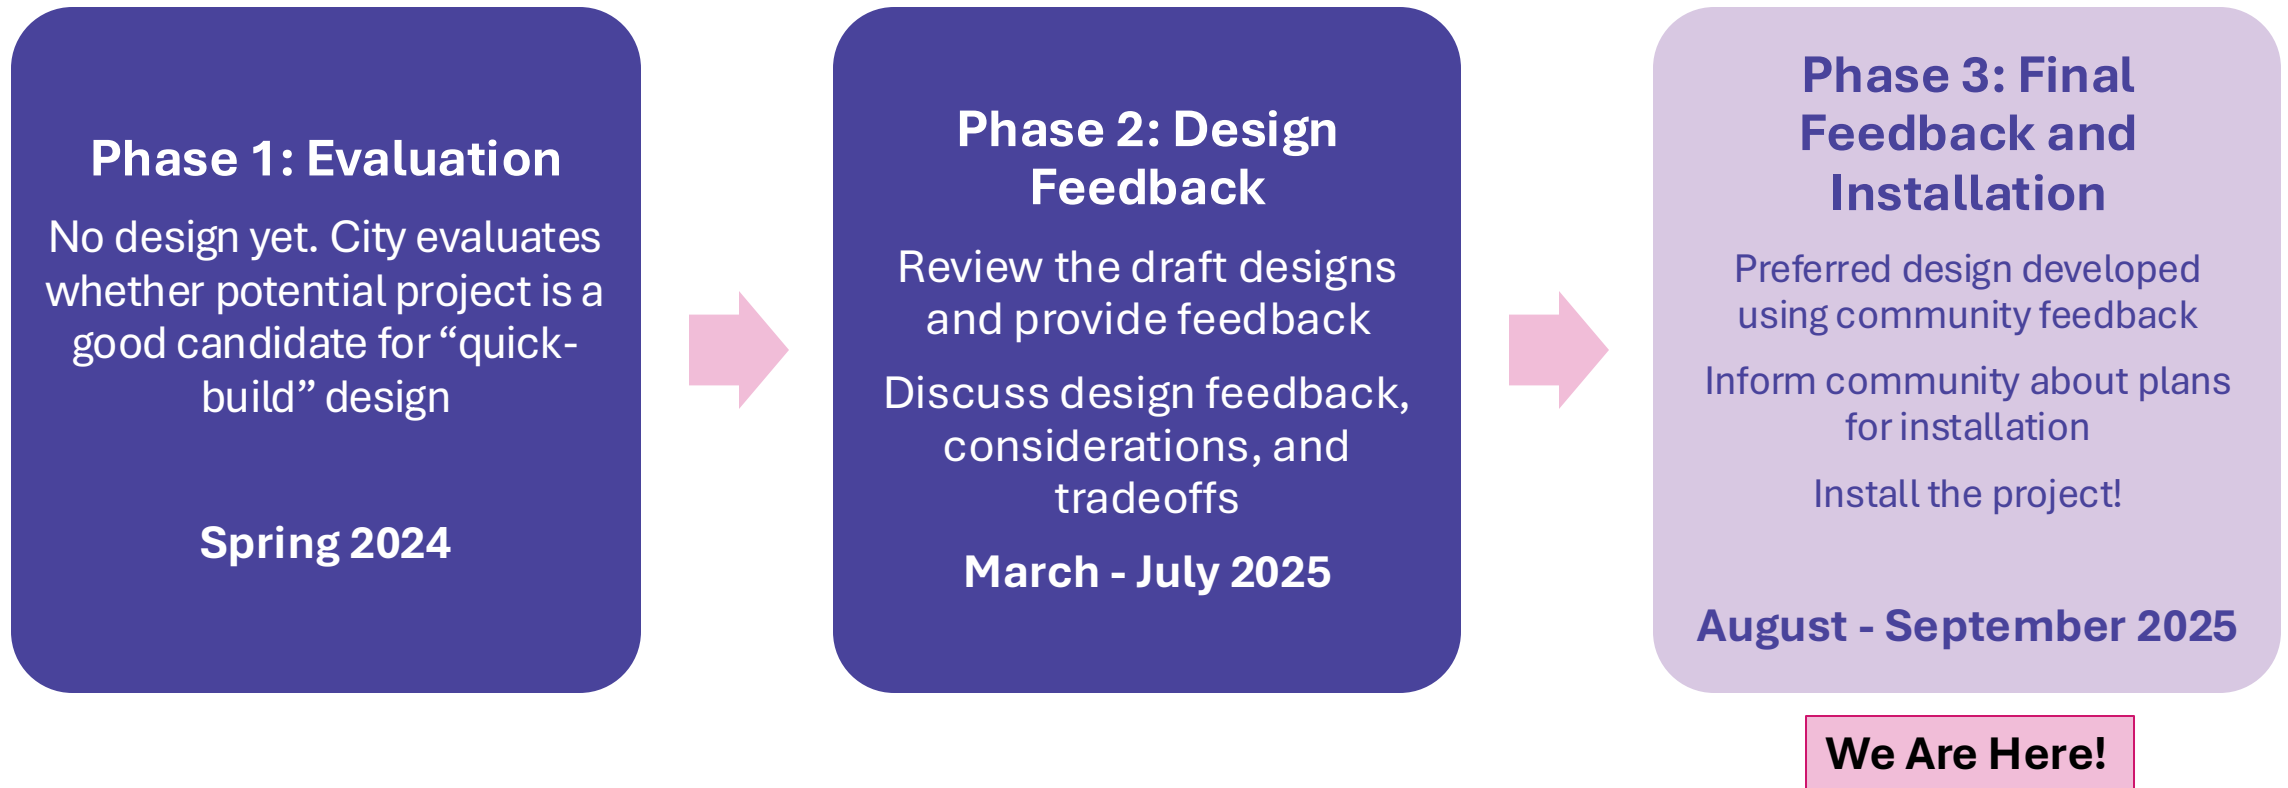 Phase 1: Evaluation
No design yet. City evaluates
whether potential project is a
good candidate for “quick-
build” design
Spring 2024
Phase 2: Design
Feedback
Review the draft designs
and provide feedback
Discuss design feedback,
considerations, and
tradeoffs
March - July 2025
Phase 3: Final
Feedback and
Installation
Preferred design developed
using community feedback
Inform community about plans
for installation
Install the project!
August - September 2025
We Are Here!